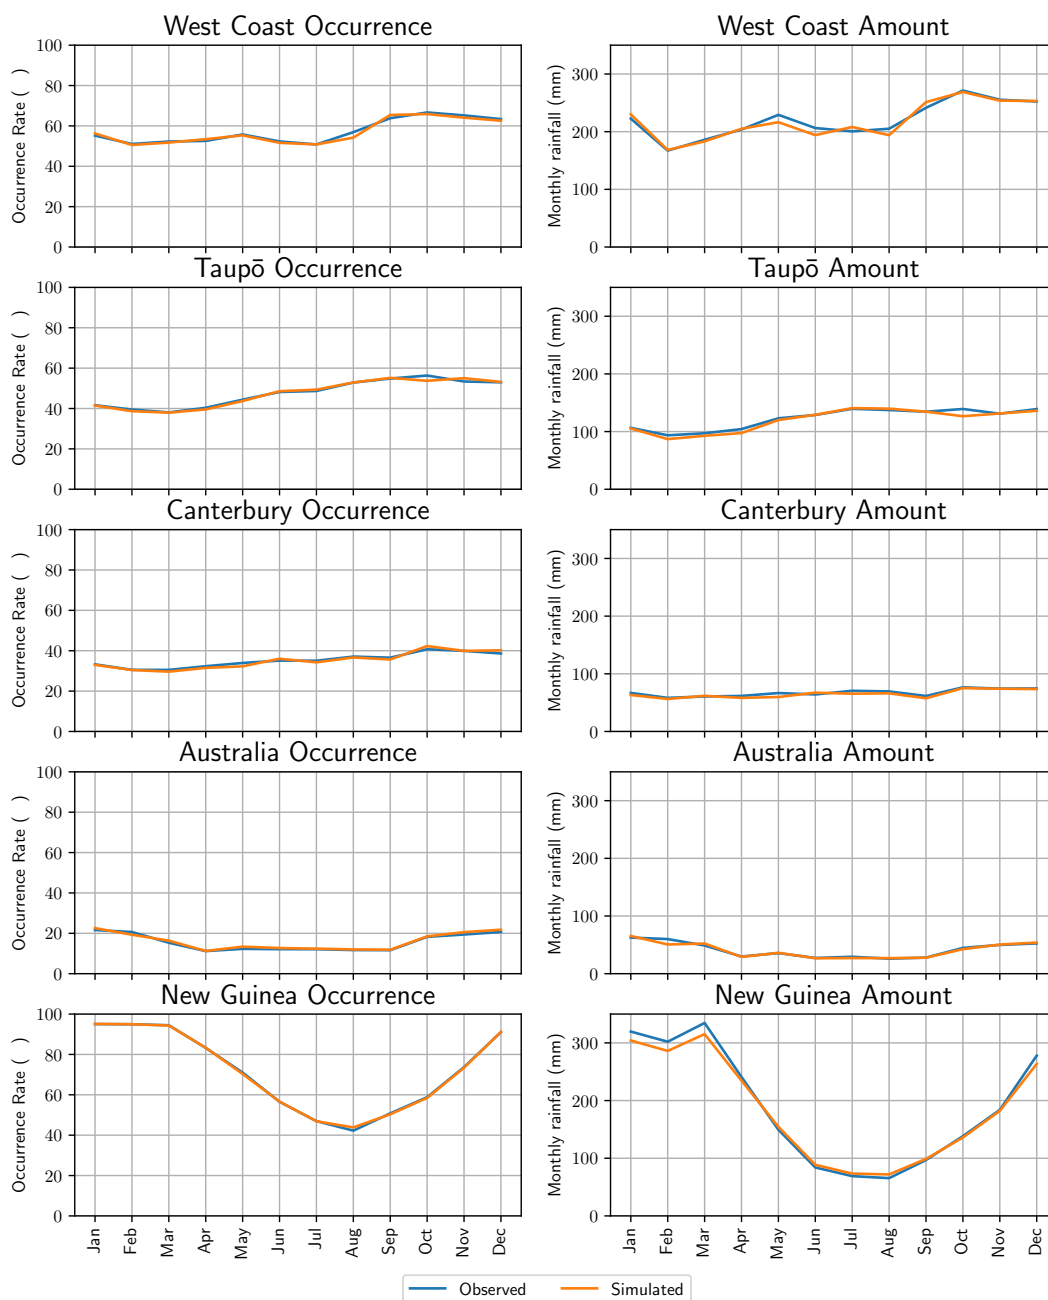 West Coast Occurrence
West Coast Amount
Occurrence Rate ( )
100
80
60
40
20
0
Monthly rainfall (mm)
300
200
100
0
Taupō Occurrence
Taupō Amount
Occurrence Rate ( )
100
80
60
40
20
0
Monthly rainfall (mm)
300
200
100
0
Canterbury Occurrence
Canterbury Amount
Occurrence Rate ( )
100
80
60
40
20
0
Monthly rainfall (mm)
300
200
100
0
Australia Occurrence
Australia Amount
Occurrence Rate ( )
100
80
60
40
20
0
Monthly rainfall (mm)
300
200
100
0
New Guinea Occurrence
New Guinea Amount
Occurrence Rate ( )
100
80
60
40
20
0
Monthly rainfall (mm)
300
200
100
0
Jan Feb Mar Apr May Jun Jul Aug Sep Oct Nov Dec
Jan Feb Mar Apr May Jun Jul Aug Sep Oct Nov Dec
Observed Simulated